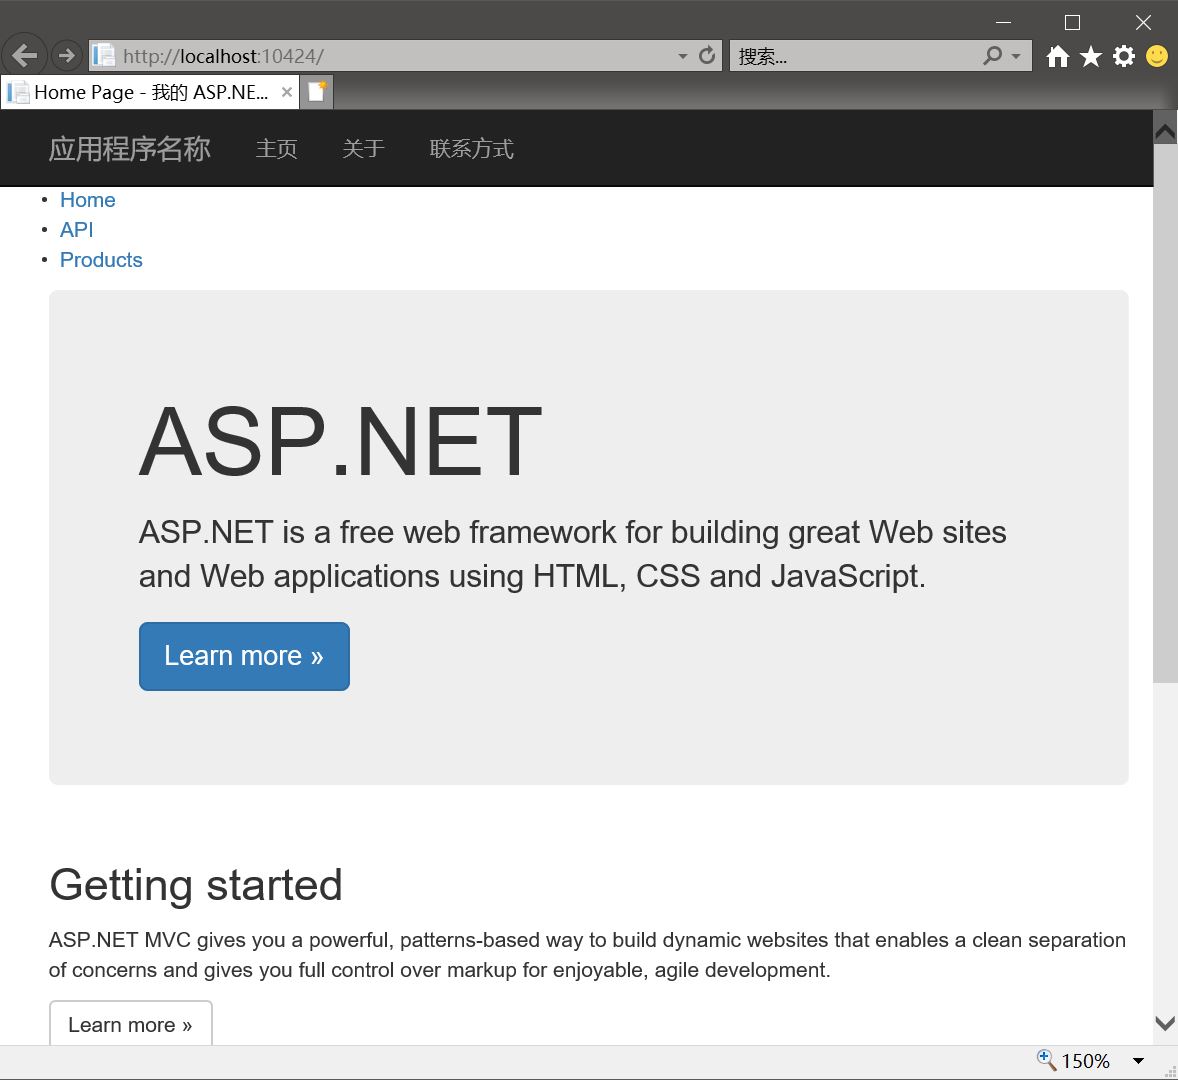 http://localhost:10424/
搜索...
Home Page - 我的 ASP.NE...
应用程序名称 主页 关于 联系方式
Home
API
Products
ASP.NET
ASP.NET is a free web framework for building great Web sites
and Web applications using HTML, CSS and JavaScript.
Learn more »
Getting started
ASP.NET MVC gives you a powerful, patterns-based way to build dynamic websites that enables a clean separation
of concerns and gives you full control over markup for enjoyable, agile development.
Learn more »
150%